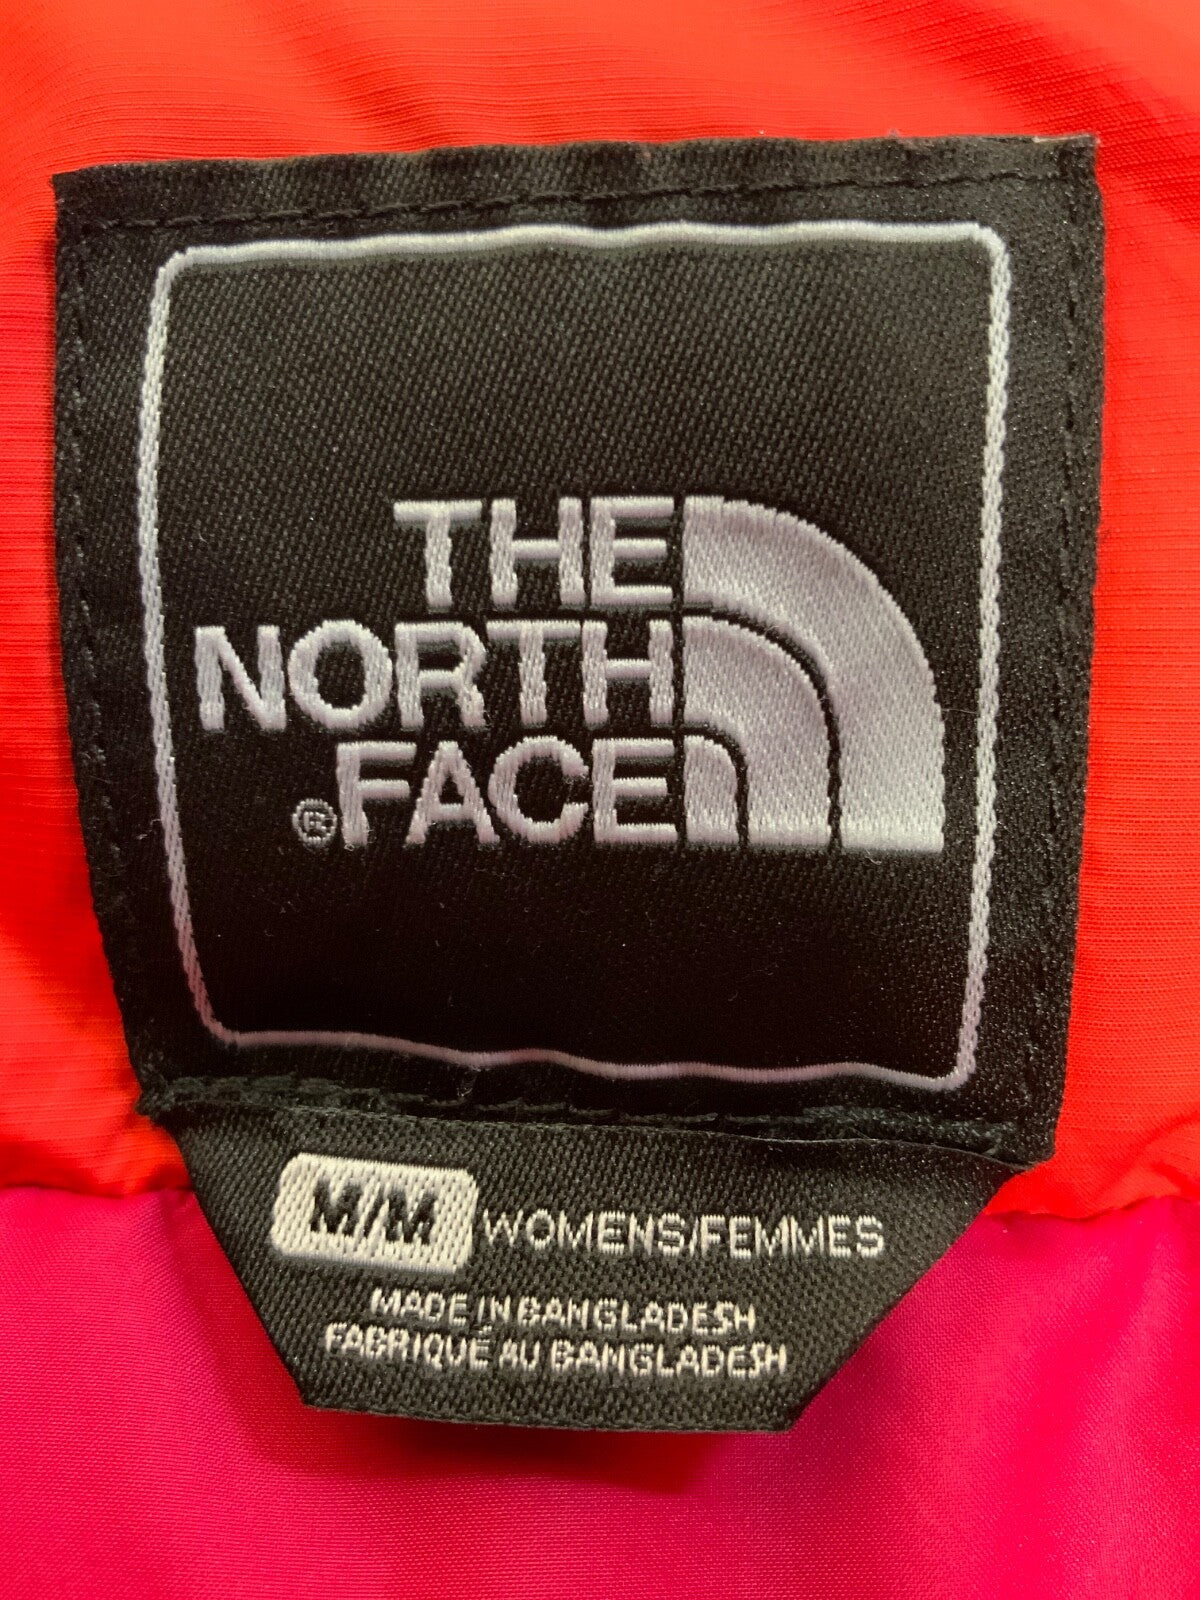 THE
NORTH
®FACE
M/M WOMENS/FEMMES
MADE IN BANGLADESH
FABRIQUÉ AU BANGLADESH